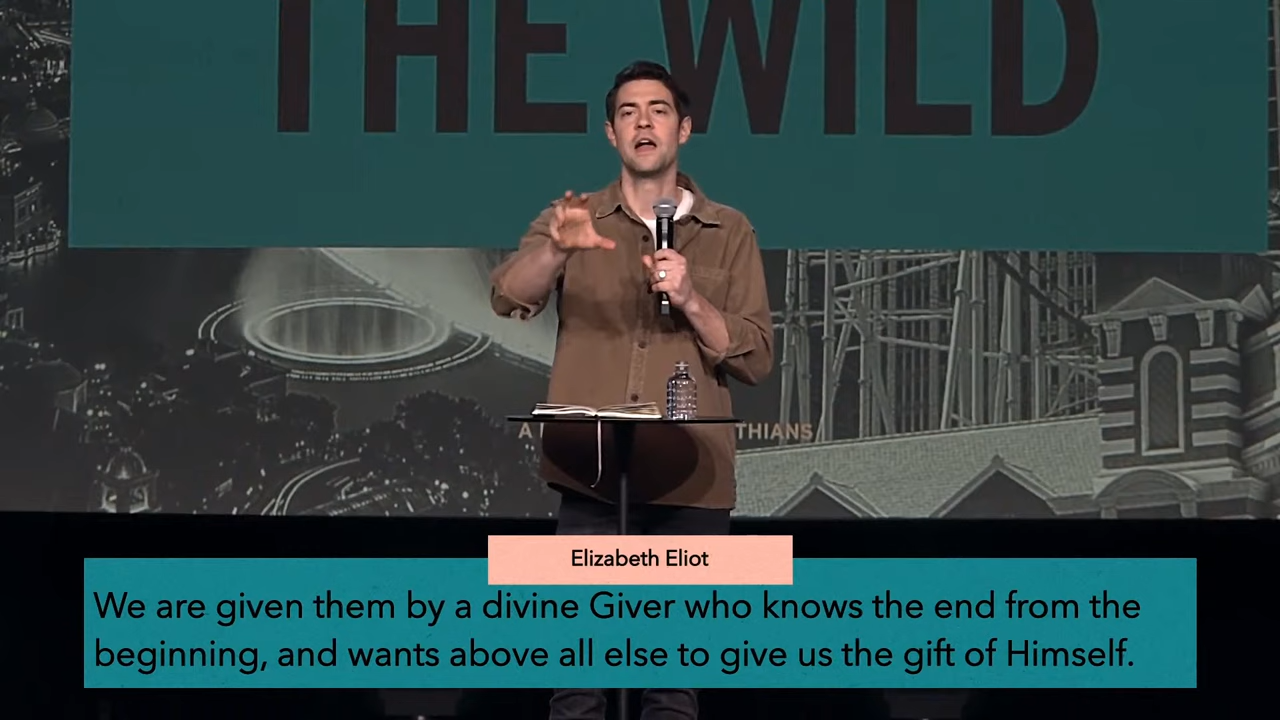 THE WILD
A
THIANS
Elizabeth Eliot
We are given them by a divine Giver who knows the end from the
beginning, and wants above all else to give us the gift of Himself.